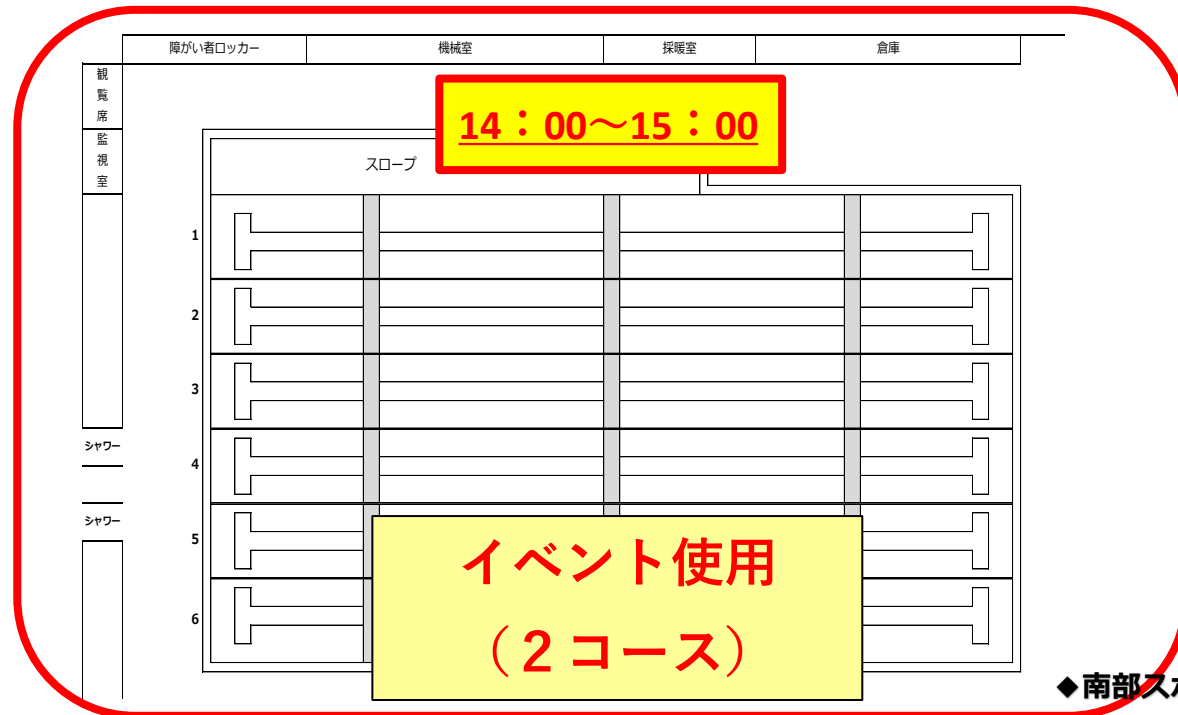 障がい者ロッカー 機械室 採暖室 倉庫
観覧席
監視室
14：00～15：00
スロープ
1
2
3
シャワー
4
シャワー
5
6
イベント使用
（２コース）
◆南部スポ